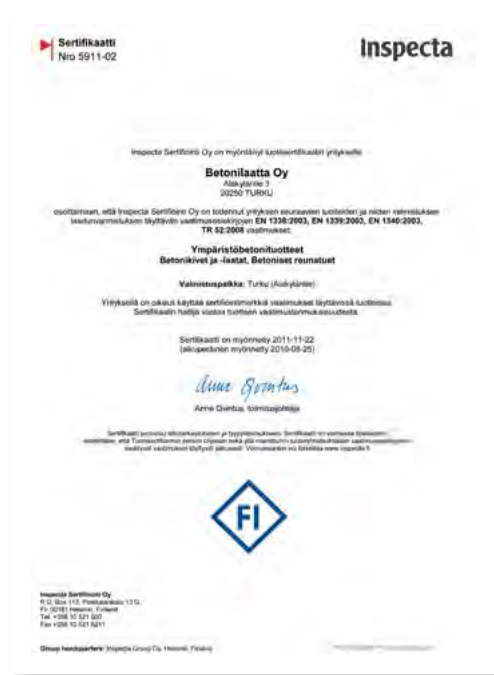 Sertifikaatti
Nro 5911-02
Inspecta
Inspecta Sertifiointi Oy on myöntänyt tuotesertifikaatin yritykselle
Betonilaatta Oy
Alakyläntie 3
20250 TURKU
osoittamaan, että Inspecta Sertifiointi Oy on todennut yrityksen seuraavien tuotteiden ja niiden valmistuksen
laadunvarmistuksen täyttävän vaatimusasiakirjojen EN 1338:2003, EN 1339:2003, EN 1340:2003,
TR 52:2008 vaatimukset:
Ympäristöbetonituotteet
Betonikivet ja -laatat, Betoniset reunatuet
Valmistuspaikka: Turku (Alakyläntie)
Yrityksellä on oikeus käyttää sertifiointimerkkiä vaatimukset täyttävissä tuotteissa.
Sertifikaatin haltija vastaa tuotteen vaatimustenmukaisuudesta.
Sertifikaatti on myönnetty 2011-11-22
(alkuperäinen myönnetty 2010-08-25)
Anne Qventus, toimitusjohtaja
FI
Inspecta Sertifiointi Oy
Finland
Group headquarters: Inspecta Group Oy, Helsinki, Finland